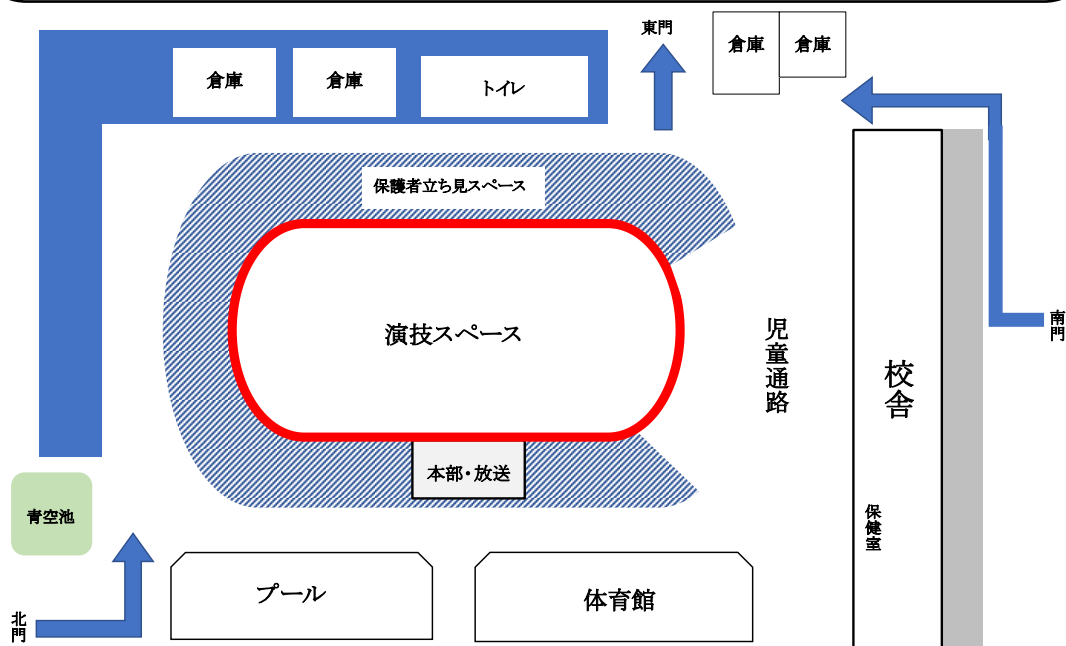 東門
倉庫
倉庫
倉庫
倉庫
トイレ
保護者立ち見スペース
演技スペース
児童通路
南門
校舎
本部・放送
保健室
青空池
プール
体育館
北門